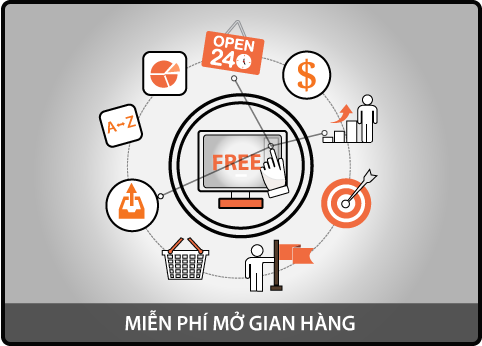 OPEN
24
$
A-Z
FREE
MIỄN PHÍ MỞ GIAN HÀNG